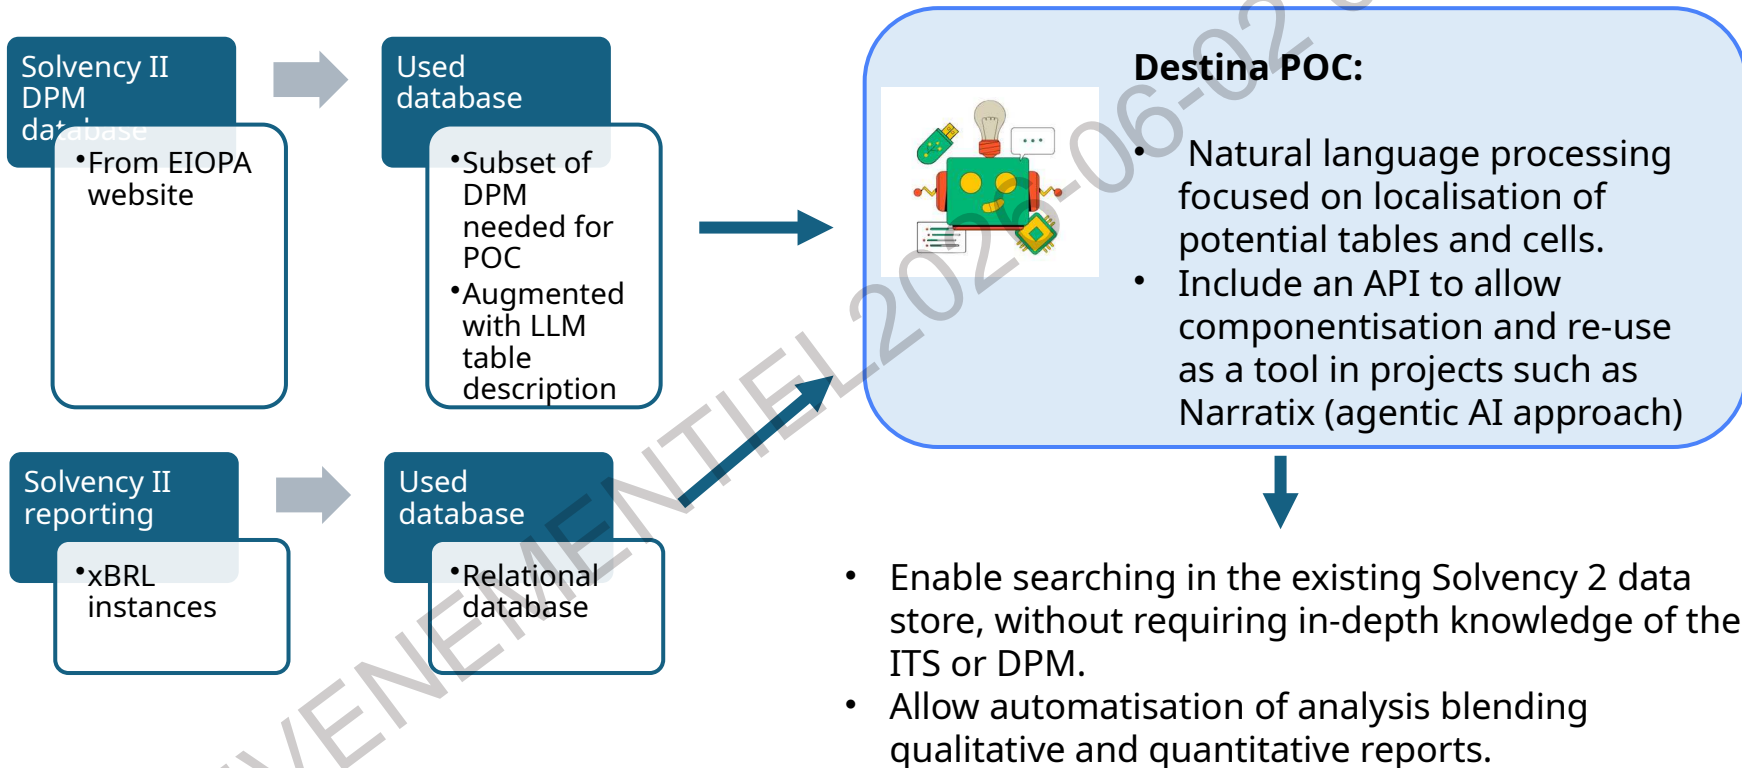 Solvency II
DPM
database
•From EIOPA
website
Used
database
•Subset of
DPM
needed for
POC
•Augmented
with LLM
table
description
Solvency II
reporting
•xBRL
instances
Used
database
•Relational
database
Destina POC:
• Natural language processing
focused on localisation of
potential tables and cells.
• Include an API to allow
componentisation and re-use
as a tool in projects such as
Narratix (agentic AI approach)
• Enable searching in the existing Solvency 2 data
store, without requiring in-depth knowledge of the
ITS or DPM.
• Allow automatisation of analysis blending
qualitative and quantitative reports.
VENEMENTIEL2026-06-02